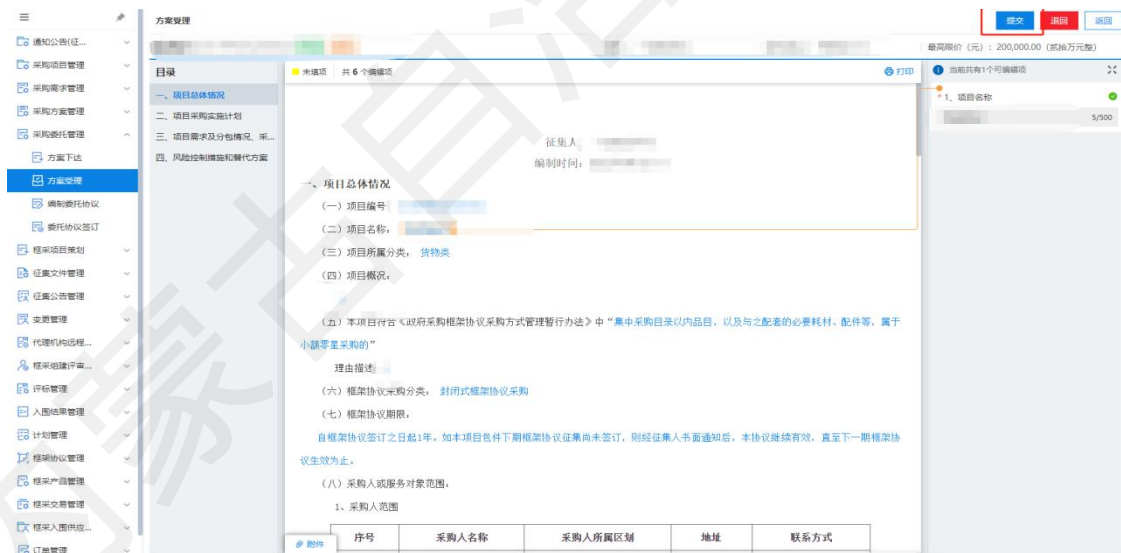 方案受理
提交
退回
返回
最高限价（元）：200,000.00（贰拾万元整）
通知公告(征...
采购项目管理
采购需求管理
采购方案管理
采购委托管理
方案下达
方案受理
编制委托协议
委托协议签订
框采项目策划
征集文件管理
征集公告管理
变更管理
代理机构远程...
框采组建评审...
评标管理
入围结果管理
计划管理
框架协议管理
框采产品管理
框采交易管理
框采入围供应...
订单管理
目录
一、项目总体情况
二、项目采购实施计划
三、项目需求及分包情况、采...
四、风险控制措施和替代方案
未填项 共 6 个编辑项
打印
征集人
编制时间：
一、项目总体情况
（一）项目编号
（二）项目名称：
（三）项目所属分类： 货物类
（四）项目概况：
（五）本项目符合《政府采购框架协议采购方式管理暂行办法》中“集中采购目录以内品目，以及与之配套的必要耗材、配件等，属于
小额零星采购的”
理由描述
（六）框架协议采购分类： 封闭式框架协议采购
（七）框架协议期限：
自框架协议签订之日起1年。如本项目包件下期框架协议征集尚未签订，则经征集人书面通知后，本协议继续有效，直至下一期框架协
议生效为止。
（八）采购人或服务对象范围：
1、采购人范围
序号 采购人名称 采购人所属区划 地址 联系方式
附件
当前共有1个可编辑项
* 1、项目名称
5/500
内蒙古自治